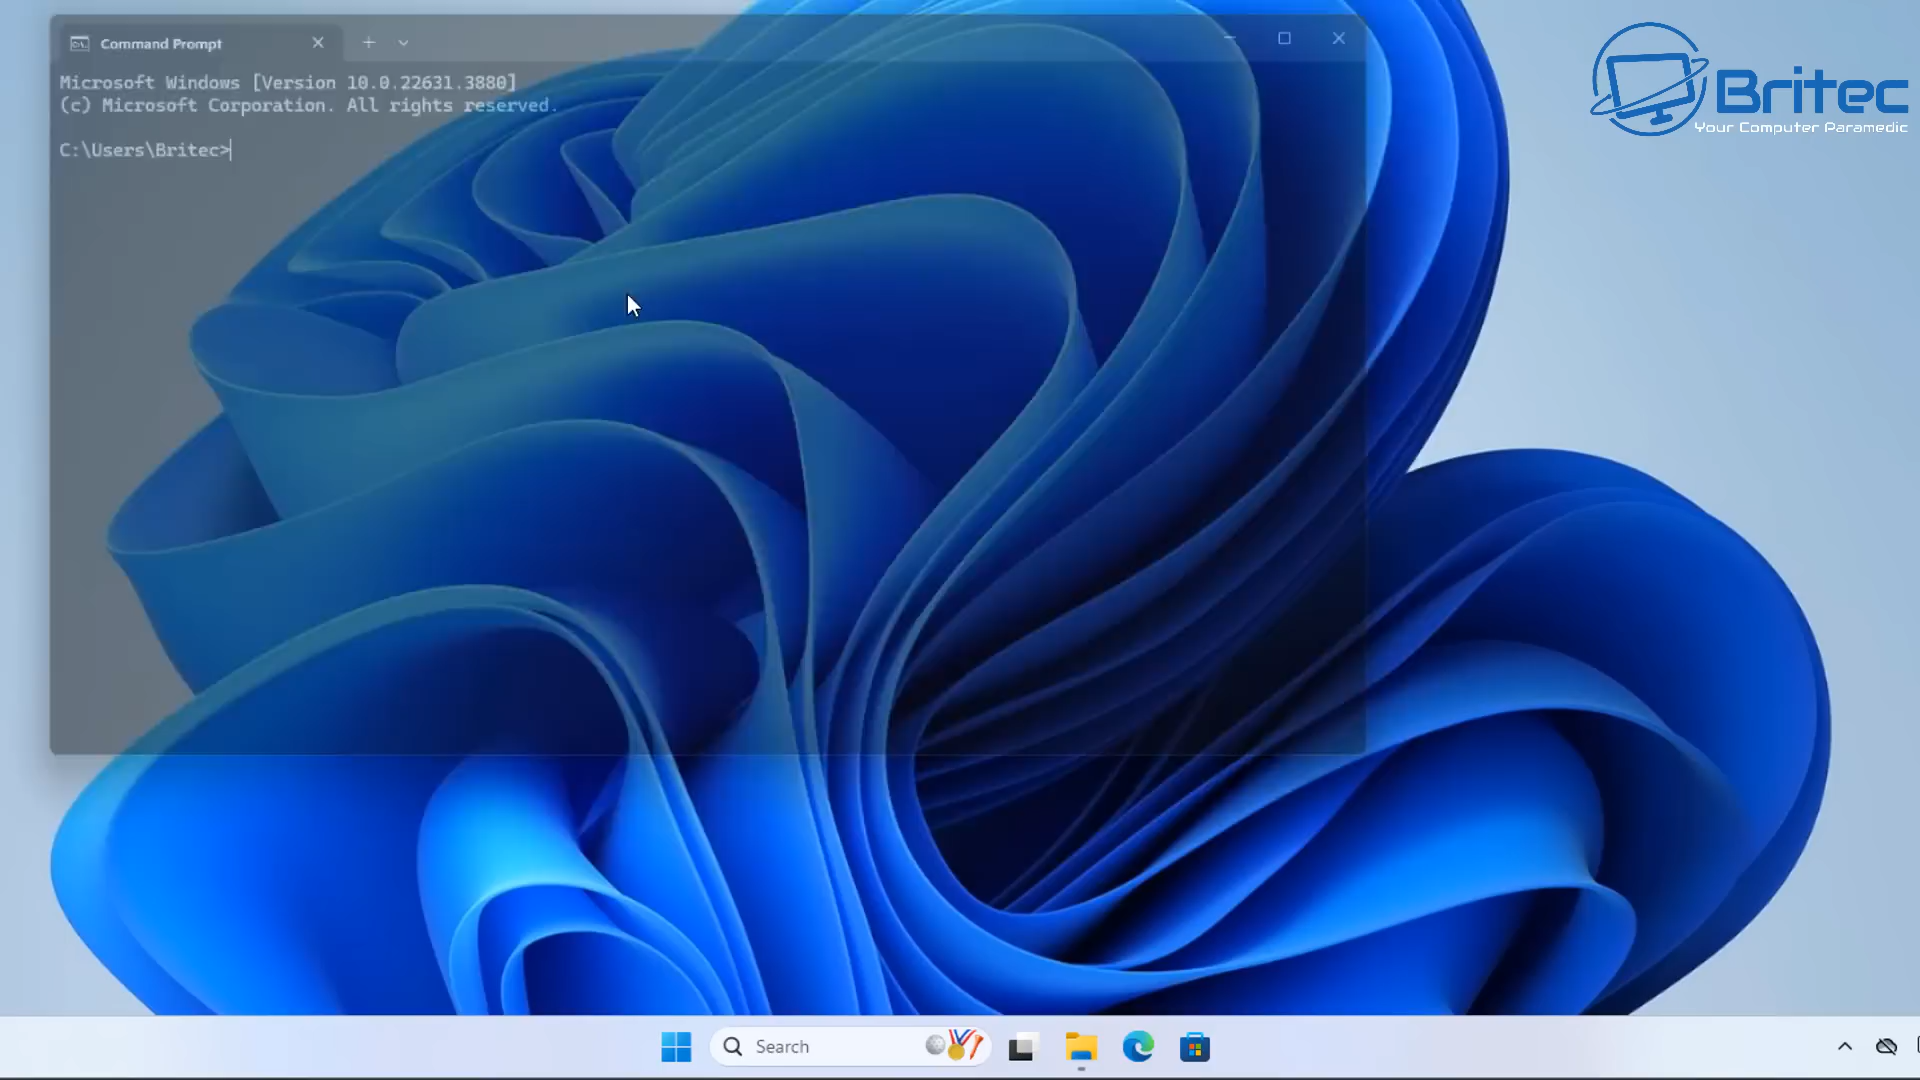 Command Prompt
Microsoft Windows [Version 10.0.22631.3880]
(c) Microsoft Corporation. All rights reserved.
C:\Users\Britec>
Britec
Your Computer Paramedic
Search